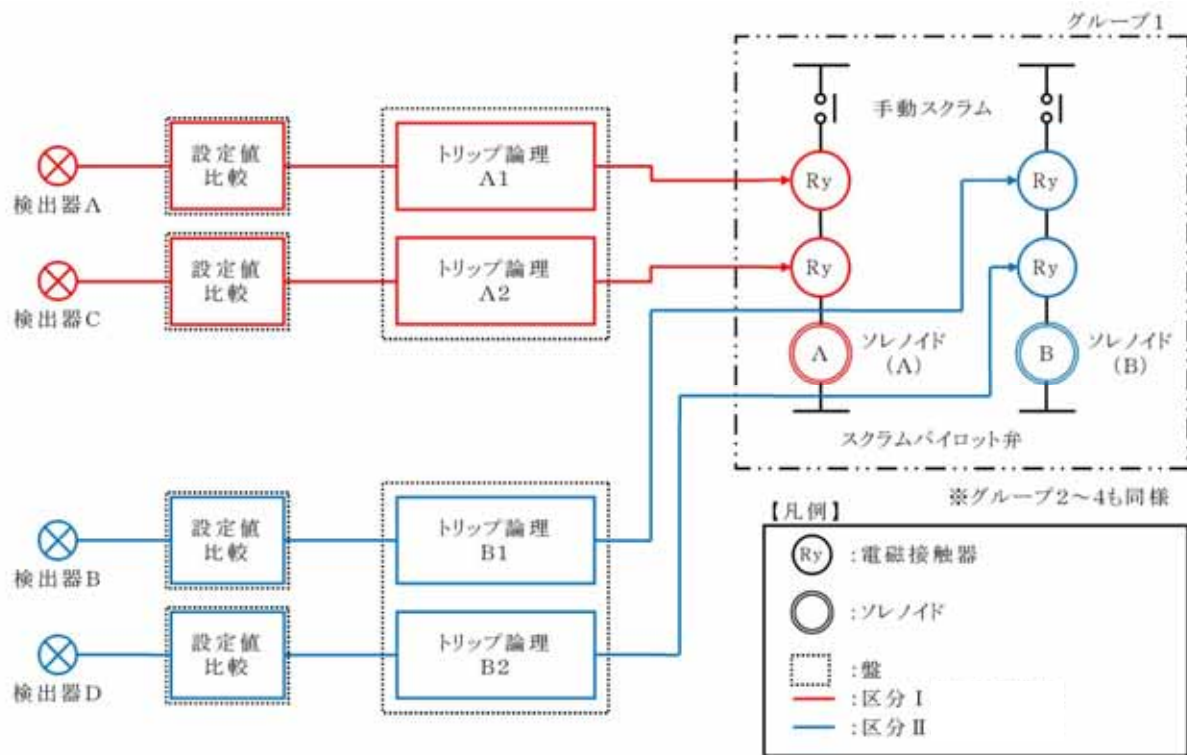 グループ1
手動スクラム
設定値
比較
トリップ論理
A1
Ry
Ry
検出器A
設定値
比較
トリップ論理
A2
Ry
Ry
検出器C
A
ソレノイド
(A)
B
ソレノイド
(B)
スクラムパイロット弁
※グループ2～4も同様
設定値
比較
トリップ論理
B1
検出器B
設定値
比較
トリップ論理
B2
検出器D
【凡例】
Ry :電磁接触器
:ソレノイド
:盤
:区分Ⅰ
:区分Ⅱ